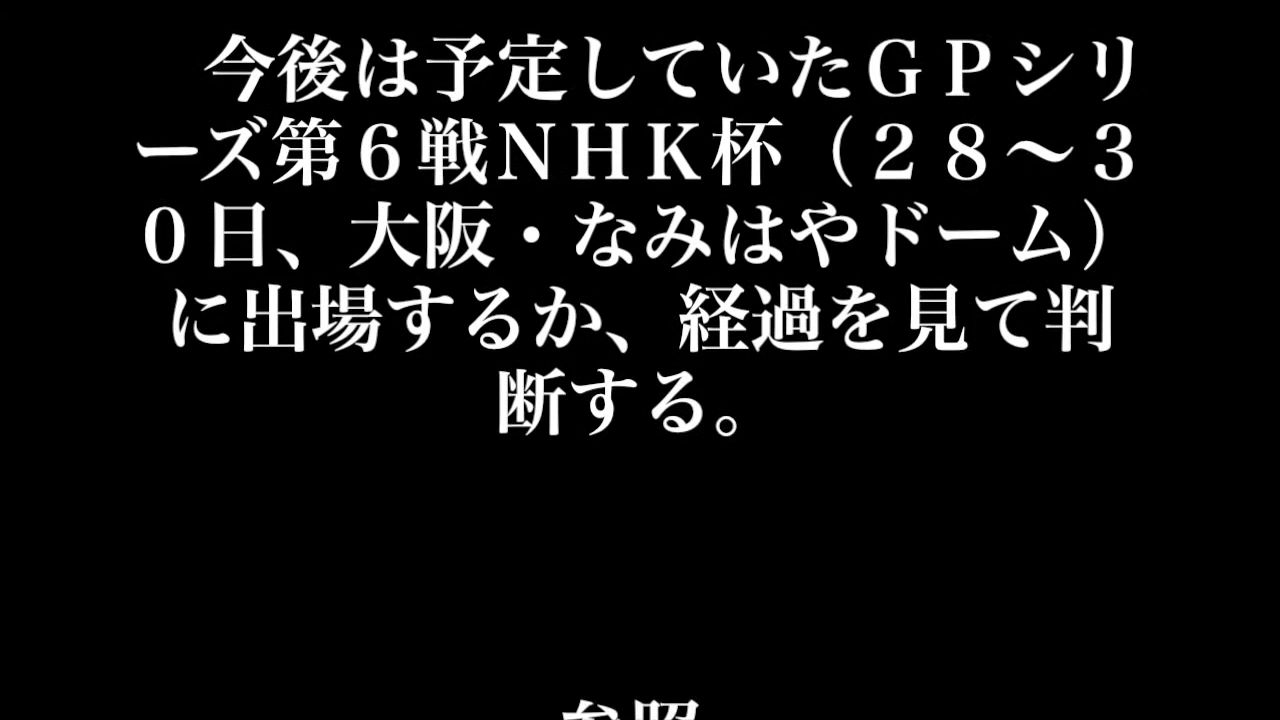 今後は予定していたＧＰシリ
ーズ第６戦ＮＨＫ杯（２８～３
０日、大阪・なみはやドーム）
に出場するか、経過を見て判
断する。
参照